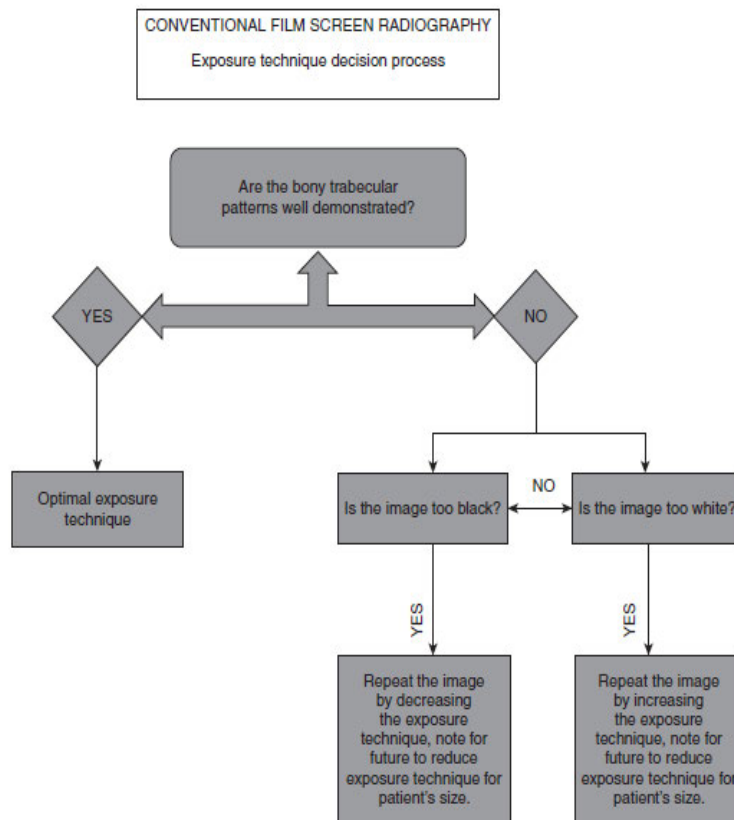 CONVENTIONAL FILM SCREEN RADIOGRAPHY
Exposure technique decision process
Are the bony trabecular
patterns well demonstrated?
YES
NO
Optimal exposure
technique
Is the image too black?
NO
Is the image too white?
YES
YES
Repeat the image
by decreasing
the exposure
technique, note for
future to reduce
exposure technique for
patient's size.
Repeat the image
by increasing
the exposure
technique, note for
future to increase
exposure technique for
patient's size.